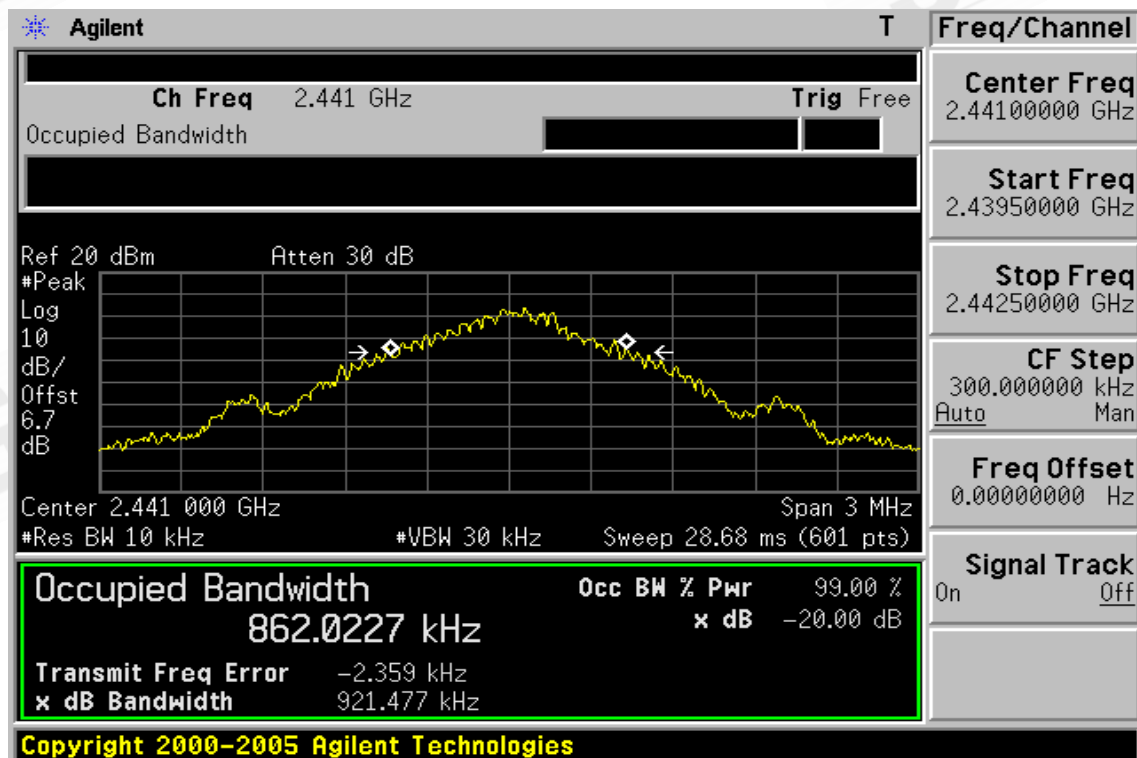 Agilent T
Ch Freq 2.441 GHz Trig Free
Occupied Bandwidth
Ref 20 dBm Atten 30 dB
#Peak
Log
10
dB/
Offst
6.7
dB
Center 2.441 000 GHz Span 3 MHz
#Res BW 10 kHz #VBW 30 kHz Sweep 28.68 ms (601 pts)
Occupied Bandwidth Occ BW % Pwr 99.00 %
862.0227 kHz x dB -20.00 dB
Transmit Freq Error -2.359 kHz
x dB Bandwidth 921.477 kHz
Copyright 2000-2005 Agilent Technologies
Freq/Channel
Center Freq
2.44100000 GHz
Start Freq
2.43950000 GHz
Stop Freq
2.44250000 GHz
CF Step
300.000000 kHz
Auto Man
Freq Offset
0.00000000 Hz
Signal Track
On Off